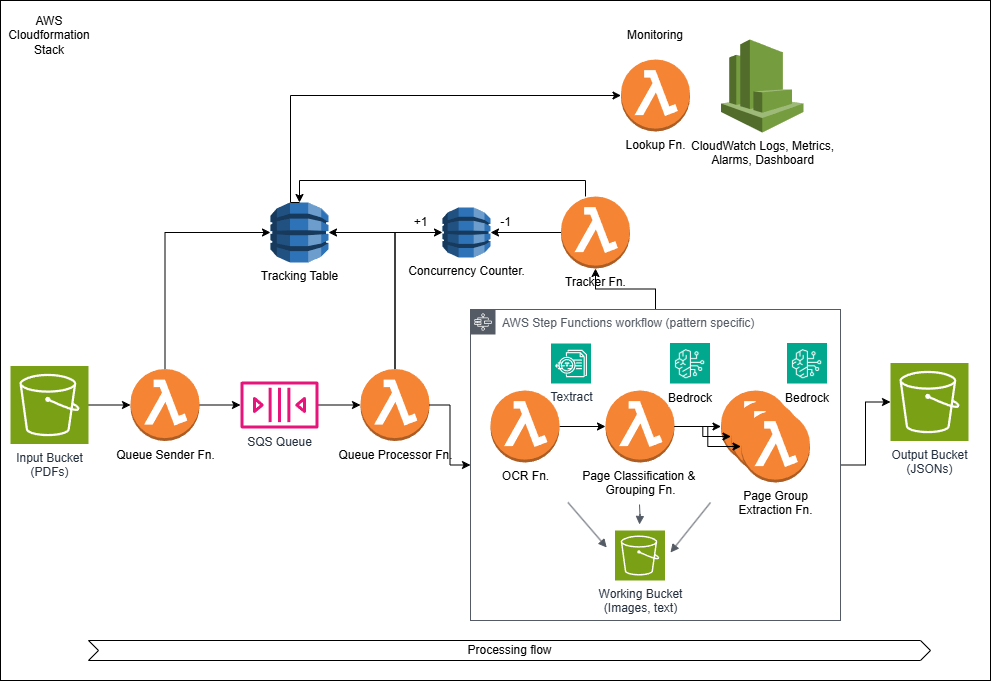 AWS
Cloudformation
Stack
Monitoring
Lookup Fn.
CloudWatch Logs, Metrics,
Alarms, Dashboard
+1
-1
Tracking Table
Concurrency Counter.
Tracker Fn.
AWS Step Functions workflow (pattern specific)
Textract
Bedrock
Bedrock
Input Bucket
(PDFs)
Queue Sender Fn.
SQS Queue
Queue Processor Fn.
OCR Fn.
Page Classification &
Grouping Fn.
Page Group
Extraction Fn.
Output Bucket
(JSONs)
Working Bucket
(Images, text)
Processing flow